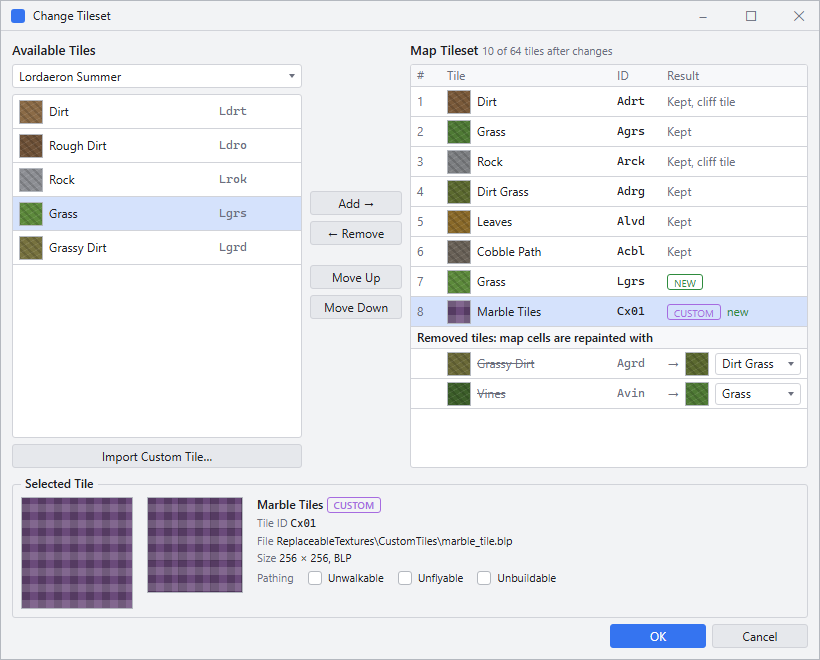 Change Tileset
Available Tiles
Lordaeron Summer
Dirt Ldrt
Rough Dirt Ldro
Rock Lrok
Grass Lgrs
Grassy Dirt Lgrd
Import Custom Tile...
Add →
← Remove
Move Up
Move Down
Map Tileset 10 of 64 tiles after changes
# Tile ID Result
1 Dirt Adrt Kept, cliff tile
2 Grass Agrs Kept
3 Rock Arck Kept, cliff tile
4 Dirt Grass Adrg Kept
5 Leaves Alvd Kept
6 Cobble Path Acbl Kept
7 Grass Lgrs NEW
8 Marble Tiles Cx01 CUSTOM new
Removed tiles: map cells are repainted with
Grassy Dirt Agrd → Dirt Grass
Vines Avin → Grass
Selected Tile
Marble Tiles CUSTOM
Tile ID Cx01
File ReplaceableTextures\CustomTiles\marble_tile.blp
Size 256 × 256, BLP
Pathing Unwalkable Unflyable Unbuildable
OK Cancel